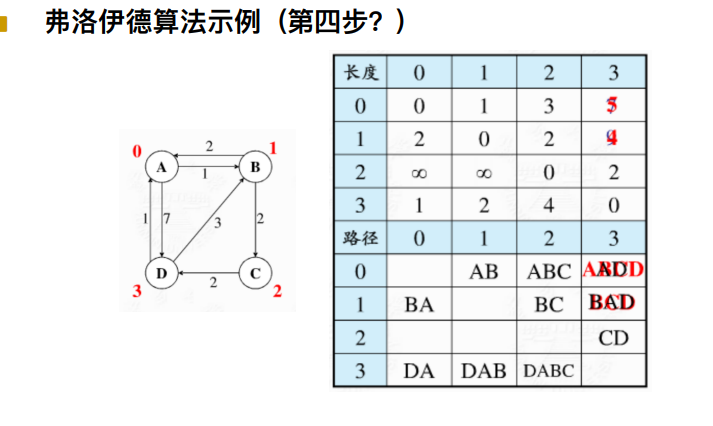 弗洛伊德算法示例（第四步？）
0 2 1
A B
1
1 7 3 2
D C
3 2 2
长度 0 1 2 3
0 0 1 3
1 2 0 2
2 ∞ ∞ 0 2
3 1 2 4 0
路径 0 1 2 3
0 AB ABC
1 BA BC
2 CD
3 DA DAB DABC